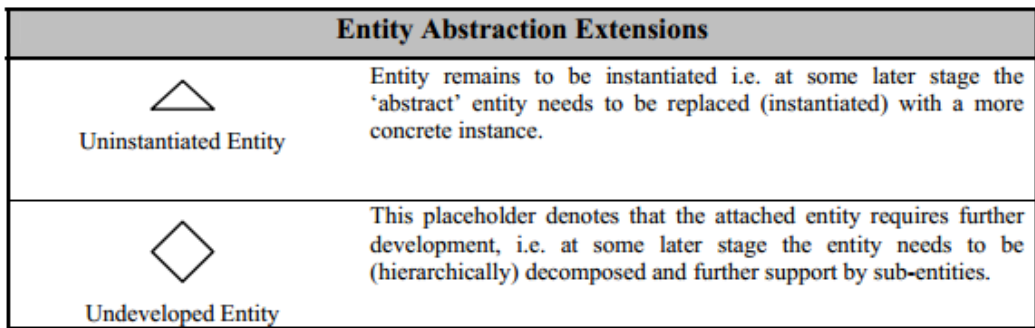 Entity Abstraction Extensions
Entity remains to be instantiated i.e. at some later stage the
‘abstract’ entity needs to be replaced (instantiated) with a more
concrete instance.
Uninstantiated Entity
This placeholder denotes that the attached entity requires further
development, i.e. at some later stage the entity needs to be
(hierarchically) decomposed and further support by sub-entities.
Undeveloped Entity